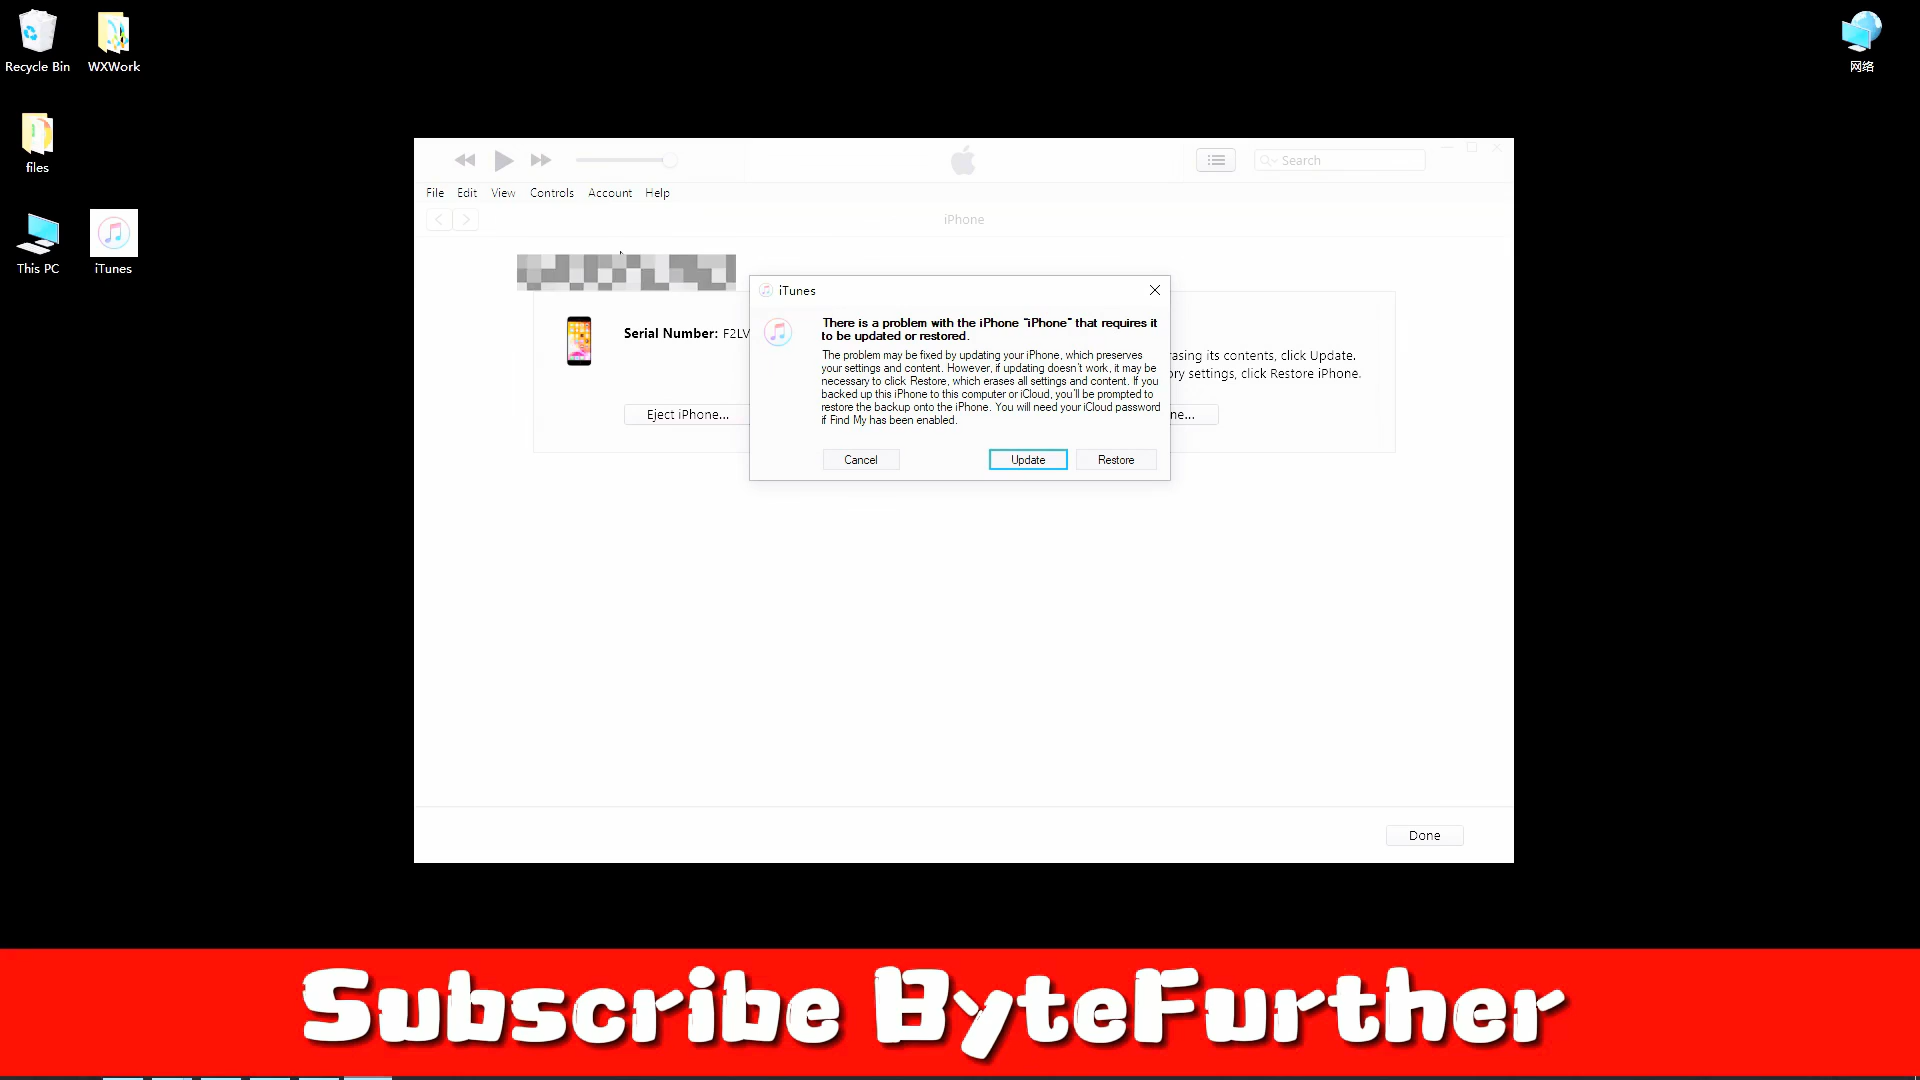 Recycle Bin
WXWork
网络
files
This PC
iTunes
Search
File Edit View Controls Account Help
iPhone
iTunes
There is a problem with the iPhone “iPhone” that requires it
to be updated or restored.
The problem may be fixed by updating your iPhone, which preserves
your settings and content. However, if updating doesn't work, it may be
necessary to click Restore, which erases all settings and content. If you
backed up this iPhone to this computer or iCloud, you'll be prompted to
restore the backup onto the iPhone. You will need your iCloud password
if Find My has been enabled.
Cancel
Update
Restore
Serial Number: F2LV
asing its contents, click Update.
ory settings, click Restore iPhone.
Eject iPhone...
ne...
Done
Subscribe ByteFurther